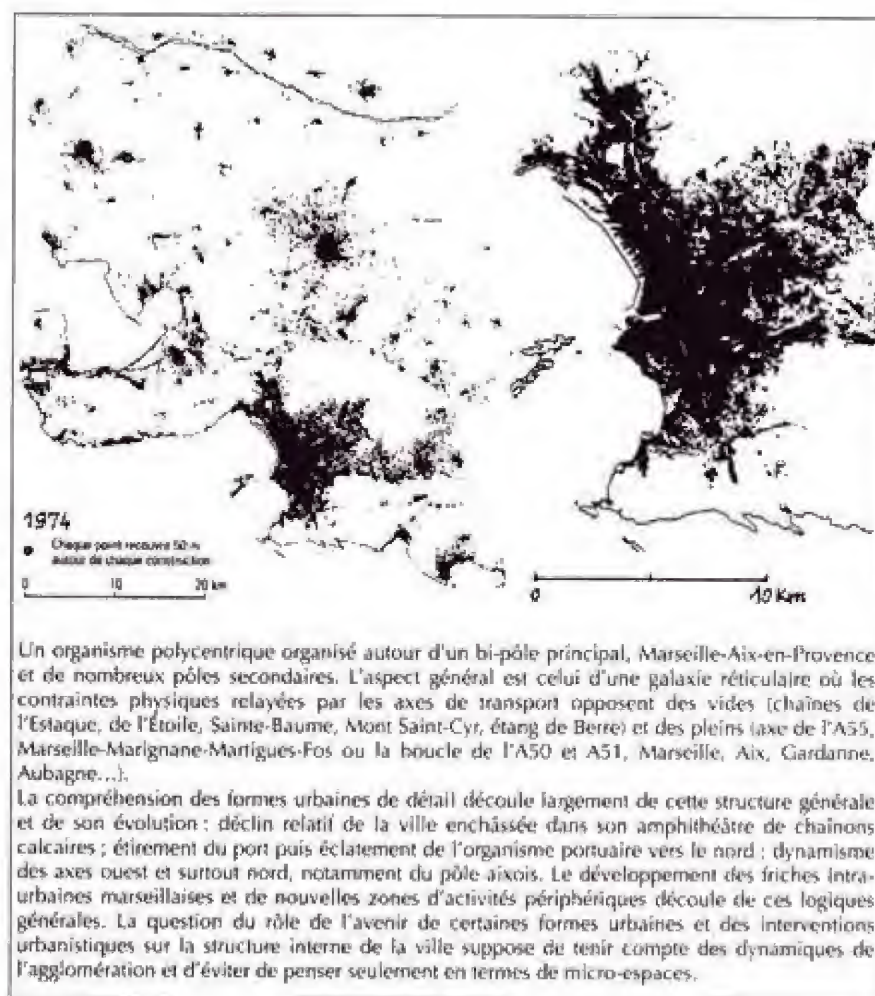 1974
Chaque point recouvre 50 m
autour de chaque construction
0 10 20 km
0 10 Km
Un organisme polycentrique organisé autour d'un bi-pôle principal, Marseille-Aix-en-Provence
et de nombreux pôles secondaires. L'aspect général est celui d'une galaxie réticulaire où les
contraintes physiques relayées par les axes de transport opposent des vides (chaînes de
l'Estaque, de l'Étoile, Sainte-Baume, Mont Saint-Cyr, étang de Berre) et des pleins (axe de l'A55,
Marseille-Marignane-Martigues-Fos ou la boucle de l'A50 et A51, Marseille, Aix, Gardanne,
Aubagne...).
La compréhension des formes urbaines de détail découle largement de cette structure générale
et de son évolution : déclin relatif de la ville enchâssée dans son amphithéâtre de chaînons
calcaires ; étirement du port puis éclatement de l'organisme portuaire vers le nord ; dynamisme
des axes ouest et surtout nord, notamment du pôle aixois. Le développement des friches intra-
urbaines marseillaises et de nouvelles zones d'activités périphériques découle de ces logiques
générales. La question du rôle de l'avenir de certaines formes urbaines et des interventions
urbanistiques sur la structure interne de la ville suppose de tenir compte des dynamiques de
l'agglomération et d'éviter de penser seulement en termes de micro-espaces.